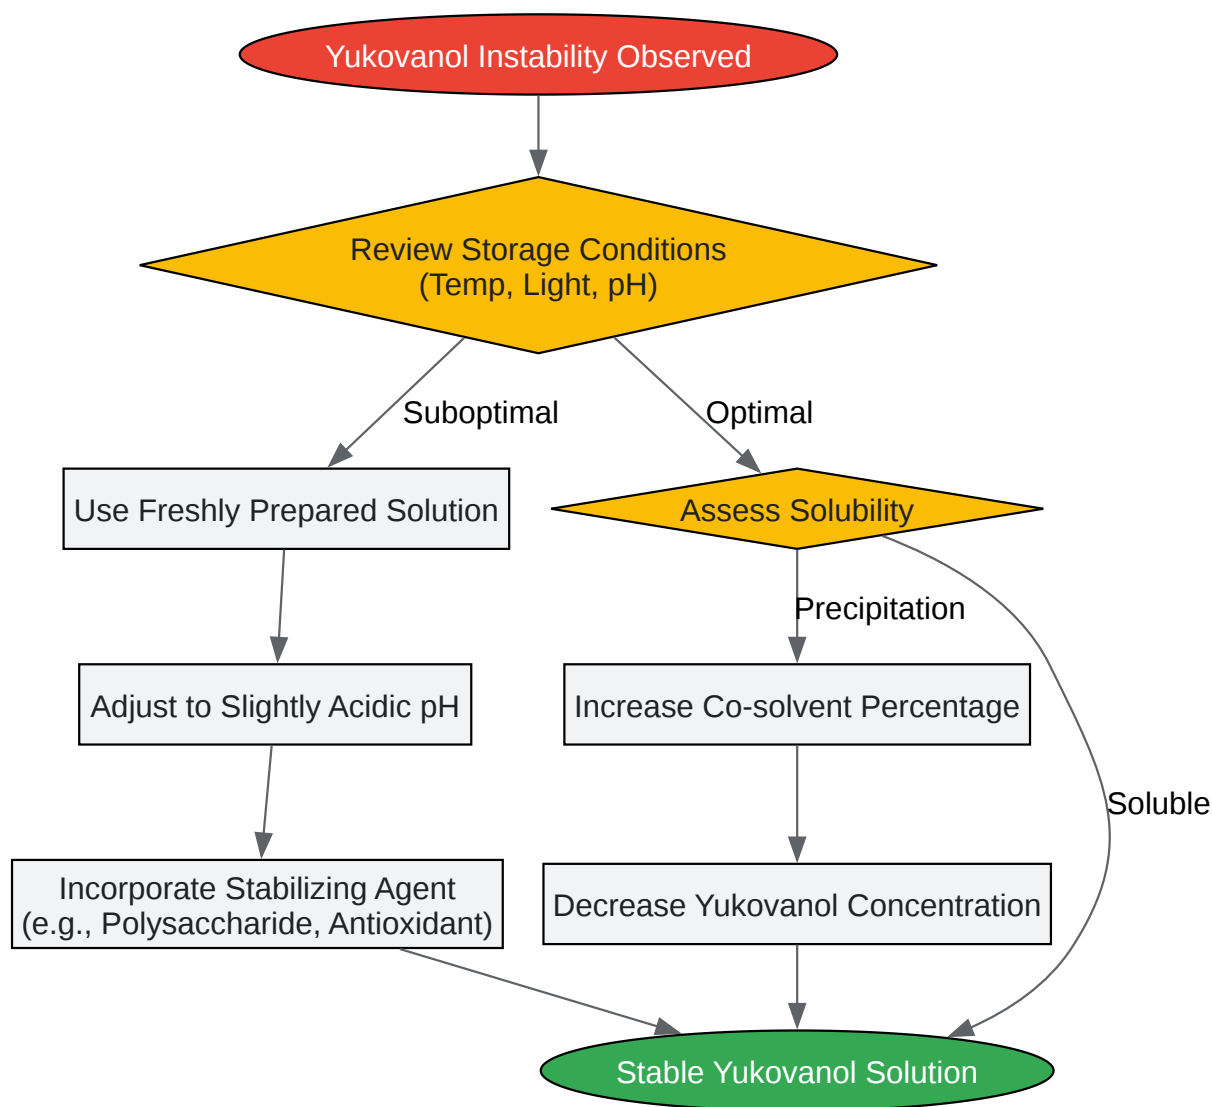 Yukovanol Instability Observed
Review Storage Conditions
(Temp, Light, pH)
Suboptimal
Optimal
Use Freshly Prepared Solution
Assess Solubility
Precipitation
Adjust to Slightly Acidic pH
Increase Co-solvent Percentage
Soluble
Incorporate Stabilizing Agent
(e.g., Polysaccharide, Antioxidant)
Decrease Yukovanol Concentration
Stable Yukovanol Solution